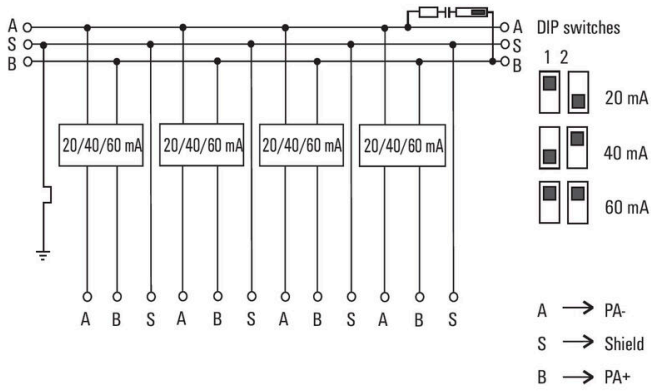 A A DIP switches
S S 1 2
B B
20 mA
20/40/60 mA 20/40/60 mA 20/40/60 mA 20/40/60 mA
40 mA
60 mA
A B S A B S A B S A B S
A → PA-
S → Shield
B → PA+